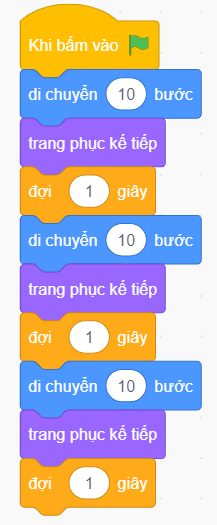 Khi bấm vào
di chuyển 10 bước
trang phục kế tiếp
đợi 1 giây
di chuyển 10 bước
trang phục kế tiếp
đợi 1 giây
di chuyển 10 bước
trang phục kế tiếp
đợi 1 giây